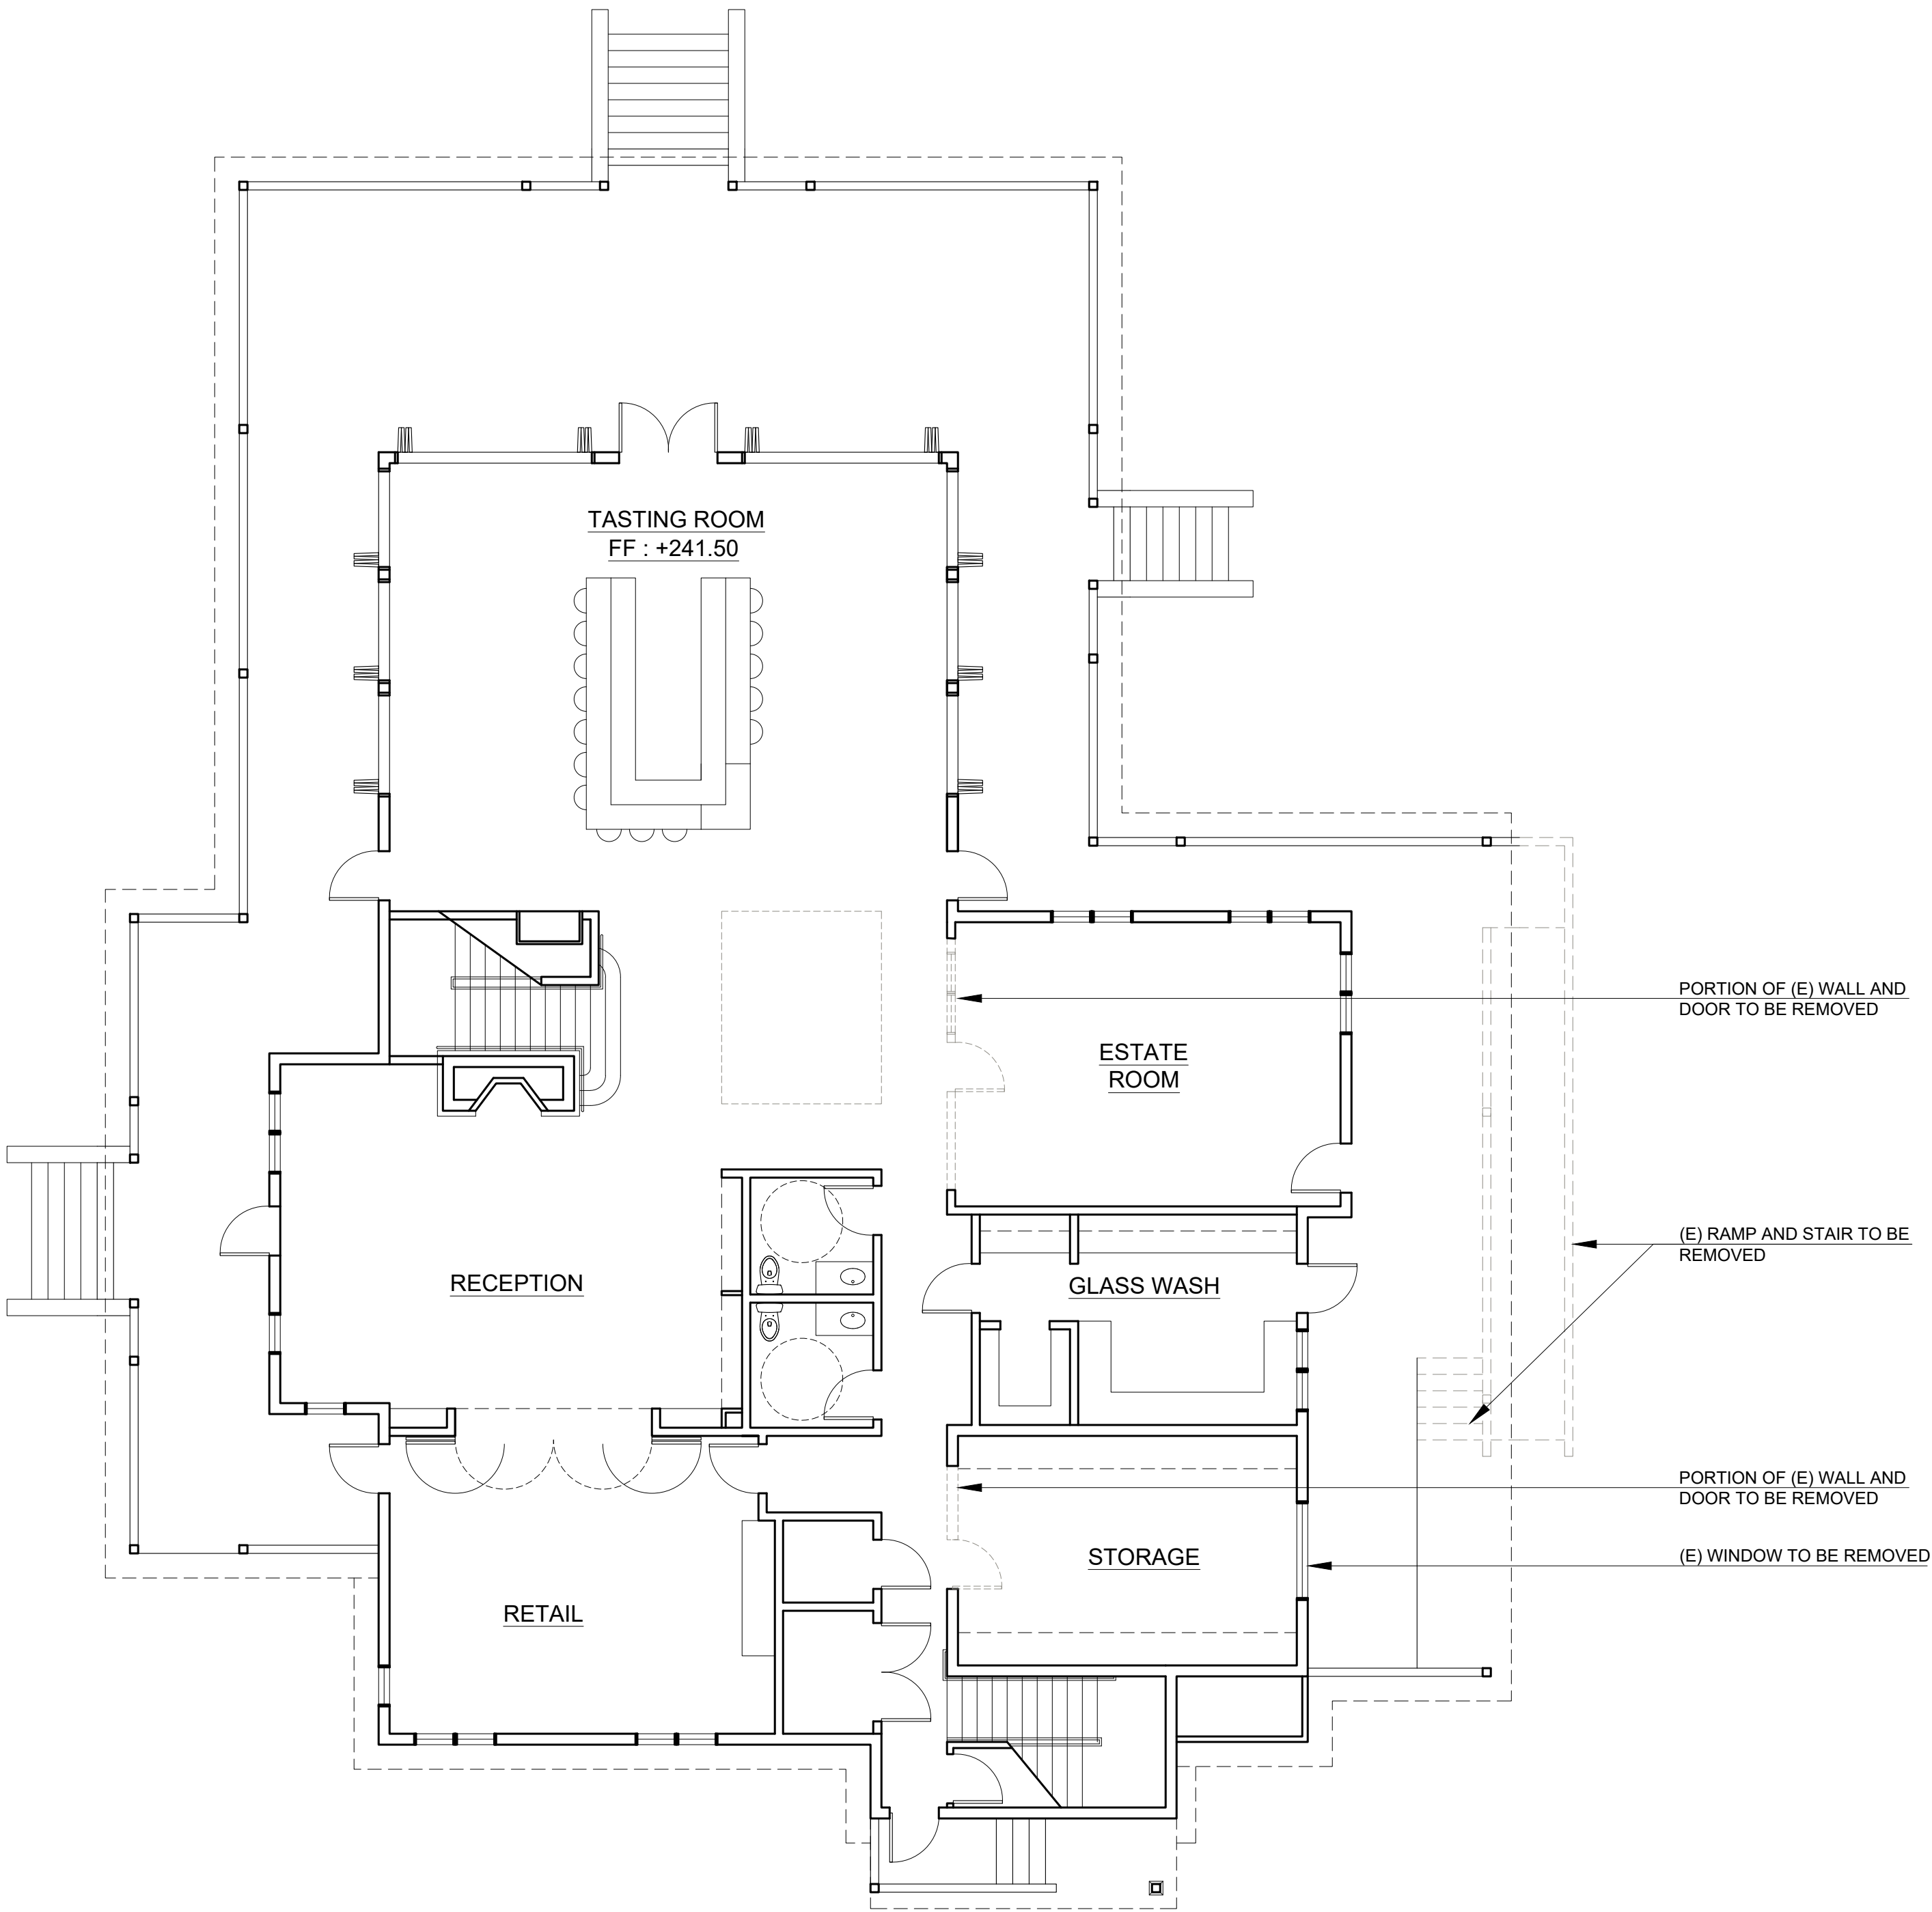 TASTING ROOM
FF : +241.50
PORTION OF (E) WALL AND
DOOR TO BE REMOVED
ESTATE
ROOM
(E) RAMP AND STAIR TO BE
REMOVED
RECEPTION
GLASS WASH
PORTION OF (E) WALL AND
DOOR TO BE REMOVED
STORAGE
(E) WINDOW TO BE REMOVED
RETAIL